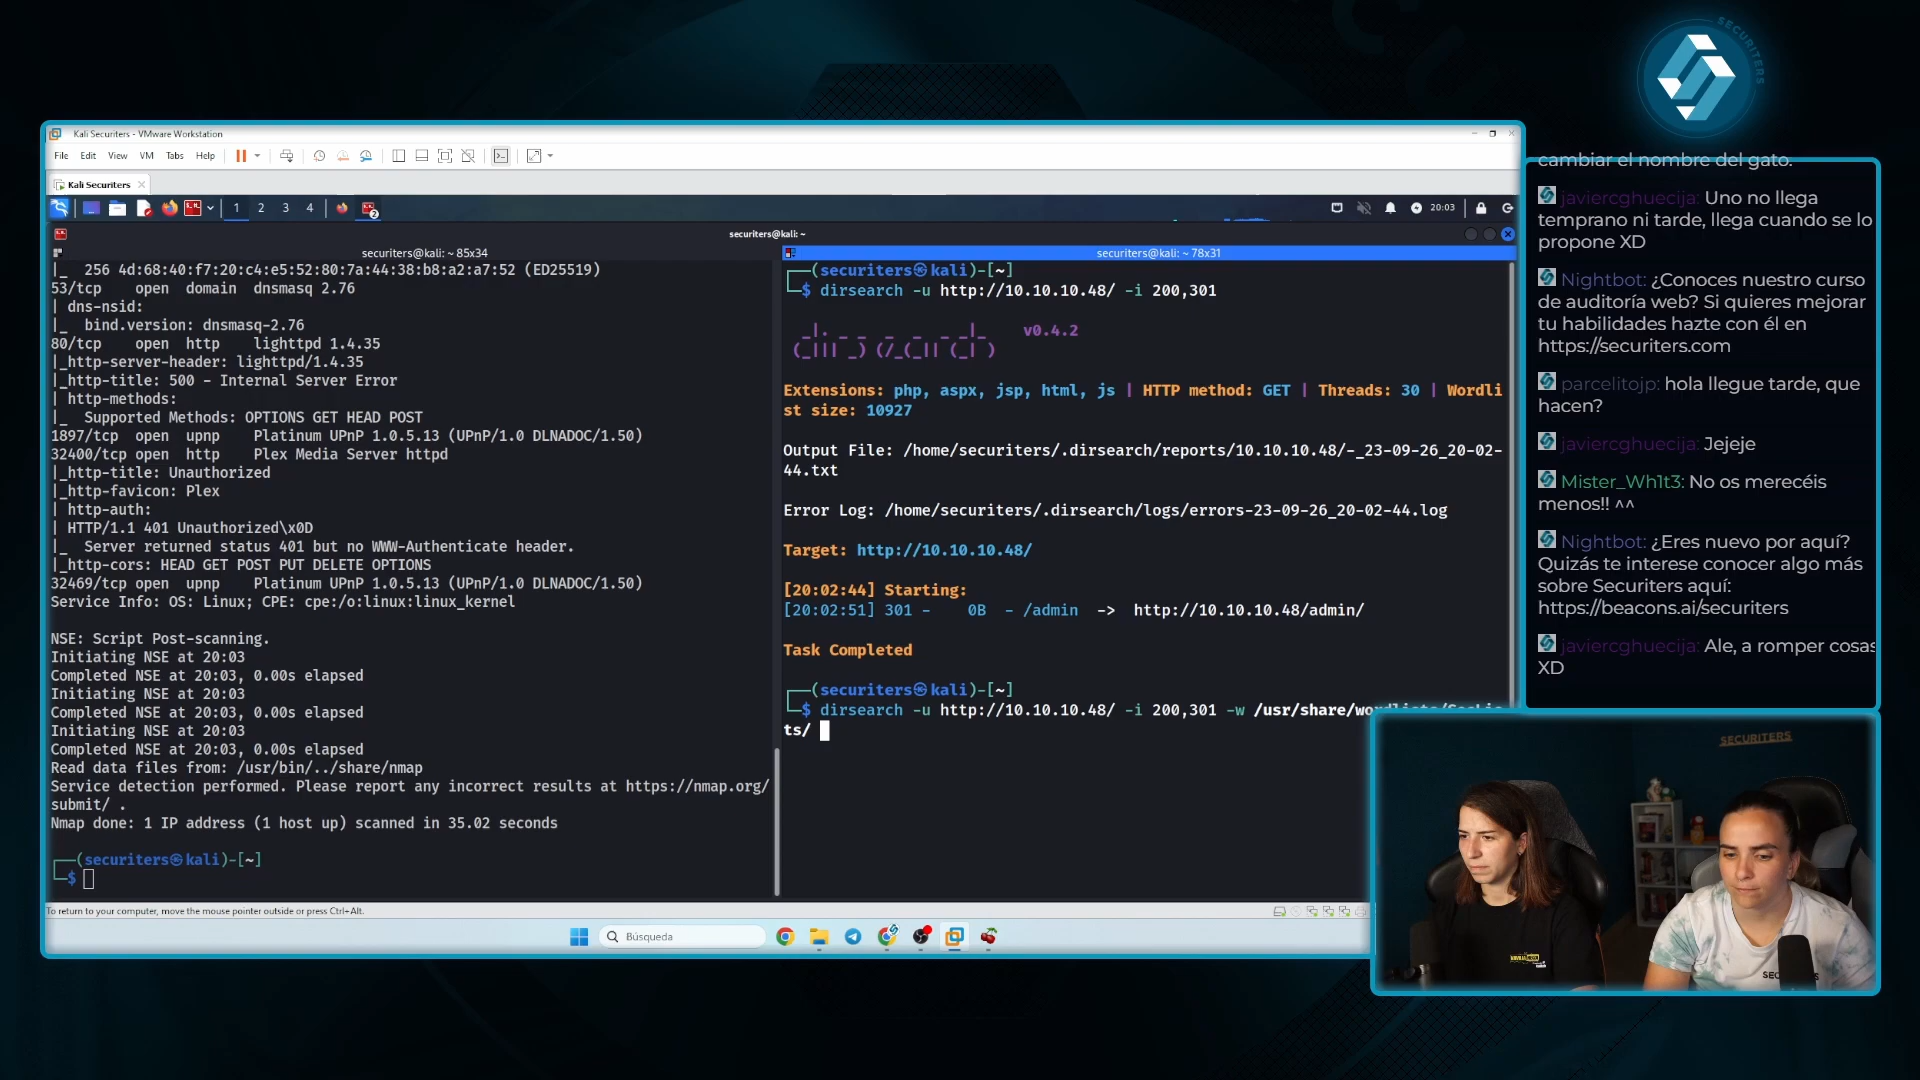 SECURITERS
Kali Securiters - VMware Workstation
File Edit View VM Tabs Help
Kali Securiters
1 2 3 4
2
20:03
securiters@kali: ~
securiters@kali: ~ 85x34
|_  256 4d:68:40:f7:20:c4:e5:52:80:7a:44:38:b8:a2:a7:52 (ED25519)
53/tcp    open  domain  dnsmasq 2.76
| dns-nsid:
|_  bind.version: dnsmasq-2.76
80/tcp    open  http    lighttpd 1.4.35
|_http-server-header: lighttpd/1.4.35
|_http-title: 500 - Internal Server Error
| http-methods:
|_  Supported Methods: OPTIONS GET HEAD POST
1897/tcp  open  upnp    Platinum UPnP 1.0.5.13 (UPnP/1.0 DLNADOC/1.50)
32400/tcp open  http    Plex Media Server httpd
|_http-title: Unauthorized
|_http-favicon: Plex
| http-auth:
| HTTP/1.1 401 Unauthorized\x0D
|_  Server returned status 401 but no WWW-Authenticate header.
|_http-cors: HEAD GET POST PUT DELETE OPTIONS
32469/tcp open  upnp    Platinum UPnP 1.0.5.13 (UPnP/1.0 DLNADOC/1.50)
Service Info: OS: Linux; CPE: cpe:/o:linux:linux_kernel
NSE: Script Post-scanning.
Initiating NSE at 20:03
Completed NSE at 20:03, 0.00s elapsed
Initiating NSE at 20:03
Completed NSE at 20:03, 0.00s elapsed
Initiating NSE at 20:03
Completed NSE at 20:03, 0.00s elapsed
Read data files from: /usr/bin/../share/nmap
Service detection performed. Please report any incorrect results at https://nmap.org/
submit/ .
Nmap done: 1 IP address (1 host up) scanned in 35.02 seconds
(securiters㉿kali)-[~]
$
securiters@kali: ~ 78x31
(securiters㉿kali)-[~]
$ dirsearch -u http://10.10.10.48/ -i 200,301
v0.4.2
Extensions: php, aspx, jsp, html, js | HTTP method: GET | Threads: 30 | Wordli
st size: 10927
Output File: /home/securiters/.dirsearch/reports/10.10.10.48/-_23-09-26_20-02-
44.txt
Error Log: /home/securiters/.dirsearch/logs/errors-23-09-26_20-02-44.log
Target: http://10.10.10.48/
[20:02:44] Starting:
[20:02:51] 301 -    0B  - /admin  ->  http://10.10.10.48/admin/
Task Completed
(securiters㉿kali)-[~]
$ dirsearch -u http://10.10.10.48/ -i 200,301 -w /usr/share/wordlists/SecLis
ts/
To return to your computer, move the mouse pointer outside or press Ctrl+Alt.
Búsqueda
cambiar el nombre del gato.
javiercghuecija: Uno no llega
temprano ni tarde, llega cuando se lo
propone XD
Nightbot: ¿Conoces nuestro curso
de auditoría web? Si quieres mejorar
tu habilidades hazte con él en
https://securiters.com
parcelitojp: hola llegue tarde, que
hacen?
javiercghuecija: Jejeje
Mister_Wh1t3: No os merecéis
menos!! ^^
Nightbot: ¿Eres nuevo por aquí?
Quizás te interese conocer algo más
sobre Securiters aquí:
https://beacons.ai/securiters
javiercghuecija: Ale, a romper cosas
XD
SECURITERS